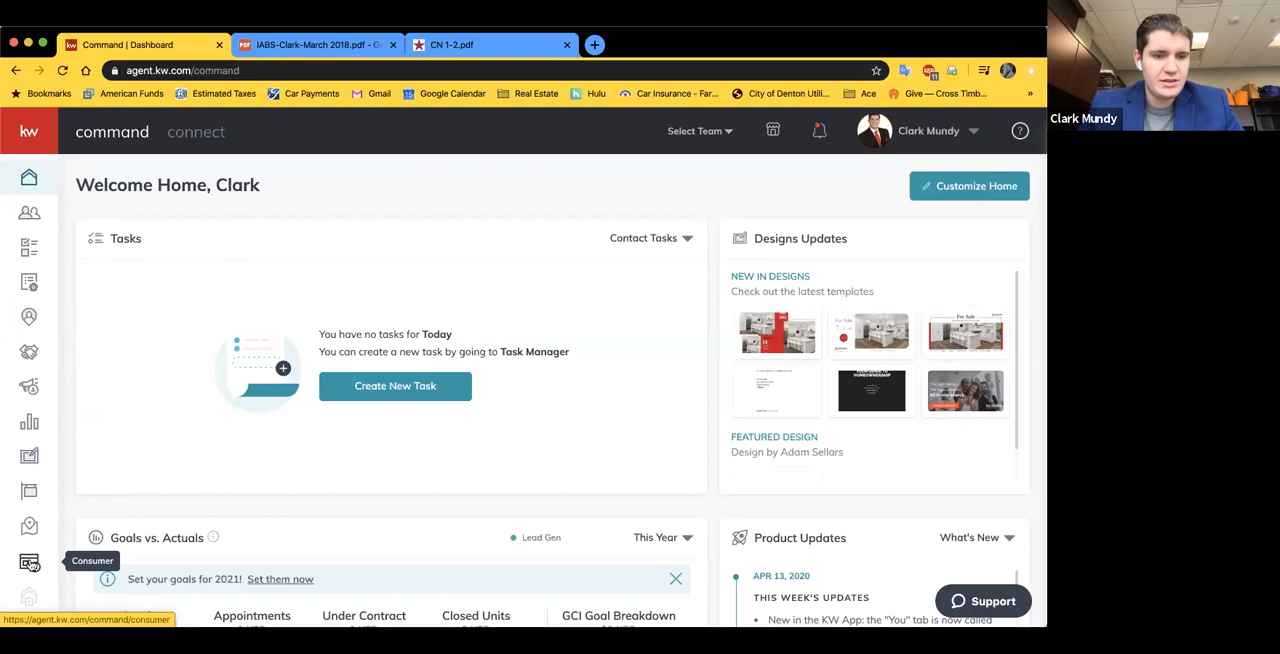 Command | Dashboard
IABS-Clark-March 2018.pdf - G
CN 1-2.pdf
agent.kw.com/command
Bookmarks
American Funds
Estimated Taxes
Car Payments
Gmail
Google Calendar
Real Estate
Hulu
Car Insurance - Far...
City of Denton Utili...
Ace
Give — Cross Timb...
»
Clark Mundy
kw
command
connect
Select Team
Clark Mundy
Welcome Home, Clark
Customize Home
Tasks
Contact Tasks
You have no tasks for Today
You can create a new task by going to Task Manager
Create New Task
Designs Updates
NEW IN DESIGNS
Check out the latest templates
For Sale
For Sale
FEATURED DESIGN
Design by Adam Sellars
Consumer
Goals vs. Actuals
Lead Gen
This Year
Set your goals for 2021! Set them now
Appointments
Under Contract
Closed Units
GCI Goal Breakdown
Product Updates
What's New
APR 13, 2020
THIS WEEK'S UPDATES
• New in the KW App: the "You" tab is now called
Support
https://agent.kw.com/command/consumer